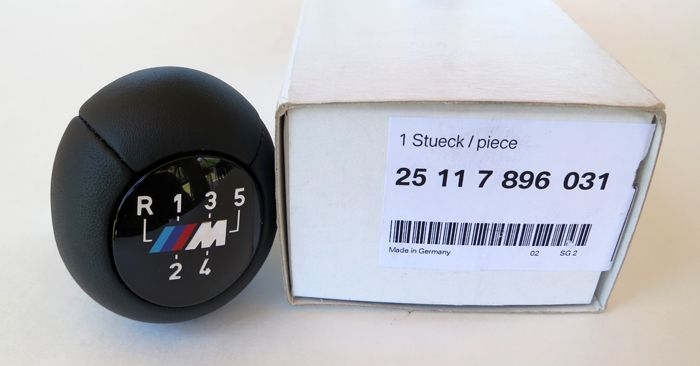 R 1 3 5
M
2 4
1 Stueck / piece
25 11 7 896 031
Made in Germany 02 SG 2